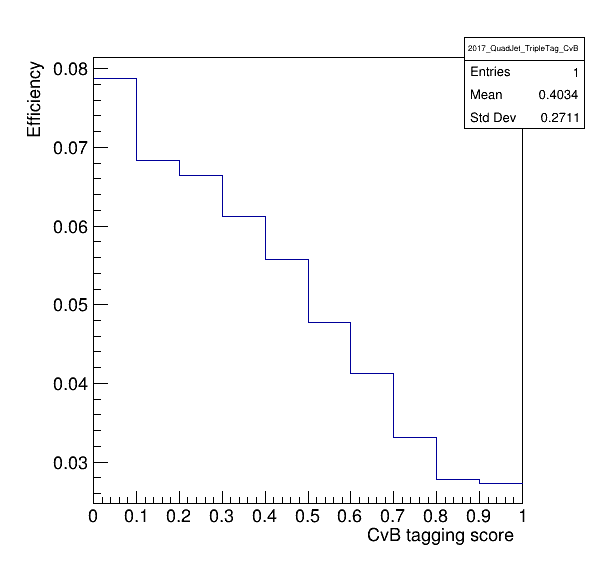 2017_QuadJet_TripleTag_CvB
Entries 1
Mean 0.4034
Std Dev 0.2711
Efficiency
0.08
0.07
0.06
0.05
0.04
0.03
0 0.1 0.2 0.3 0.4 0.5 0.6 0.7 0.8 0.9 1
CvB tagging score